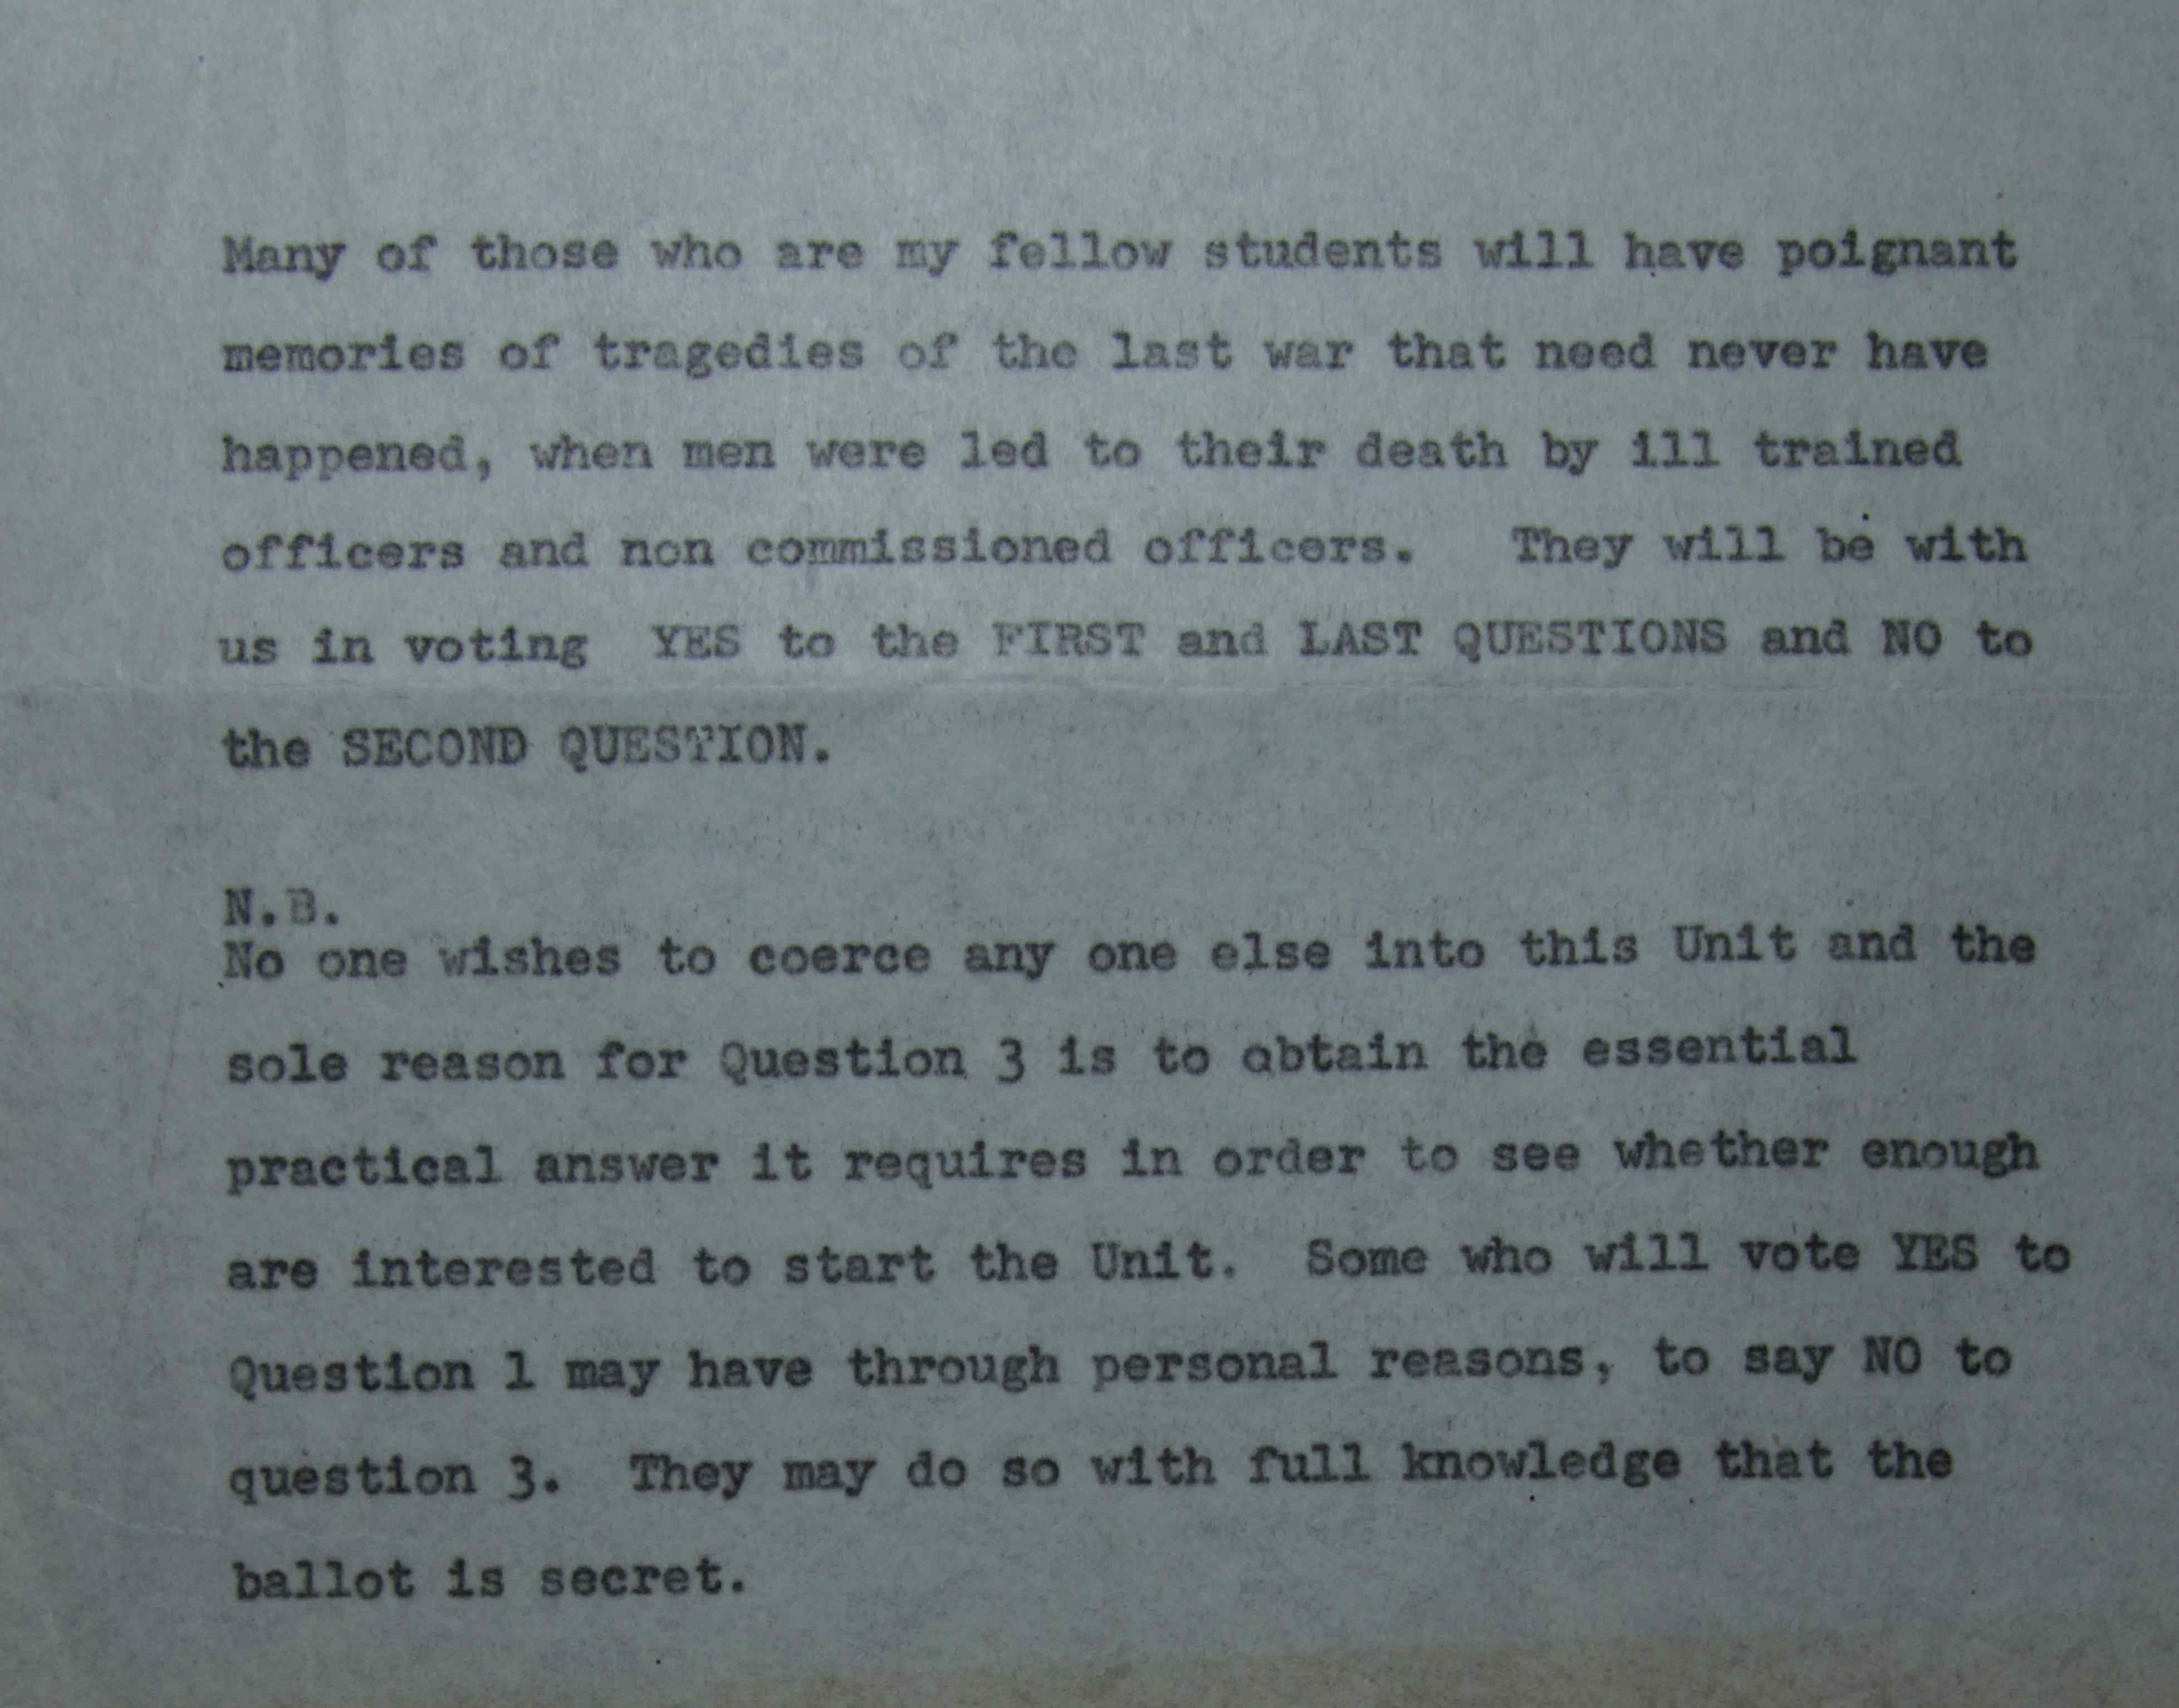 Many of those who are my fellow students will have poignant
memories of tragedies of the last war that need never have
happened, when men were led to their death by ill trained
officers and non commissioned officers. They will be with
us in voting YES to the FIRST and LAST QUESTIONS and NO to
the SECOND QUESTION.
N.B.
No one wishes to coerce any one else into this Unit and the
sole reason for Question 3 is to obtain the essential
practical answer it requires in order to see whether enough
are interested to start the Unit. Some who will vote YES to
Question 1 may have through personal reasons, to say NO to
question 3. They may do so with full knowledge that the
ballot is secret.